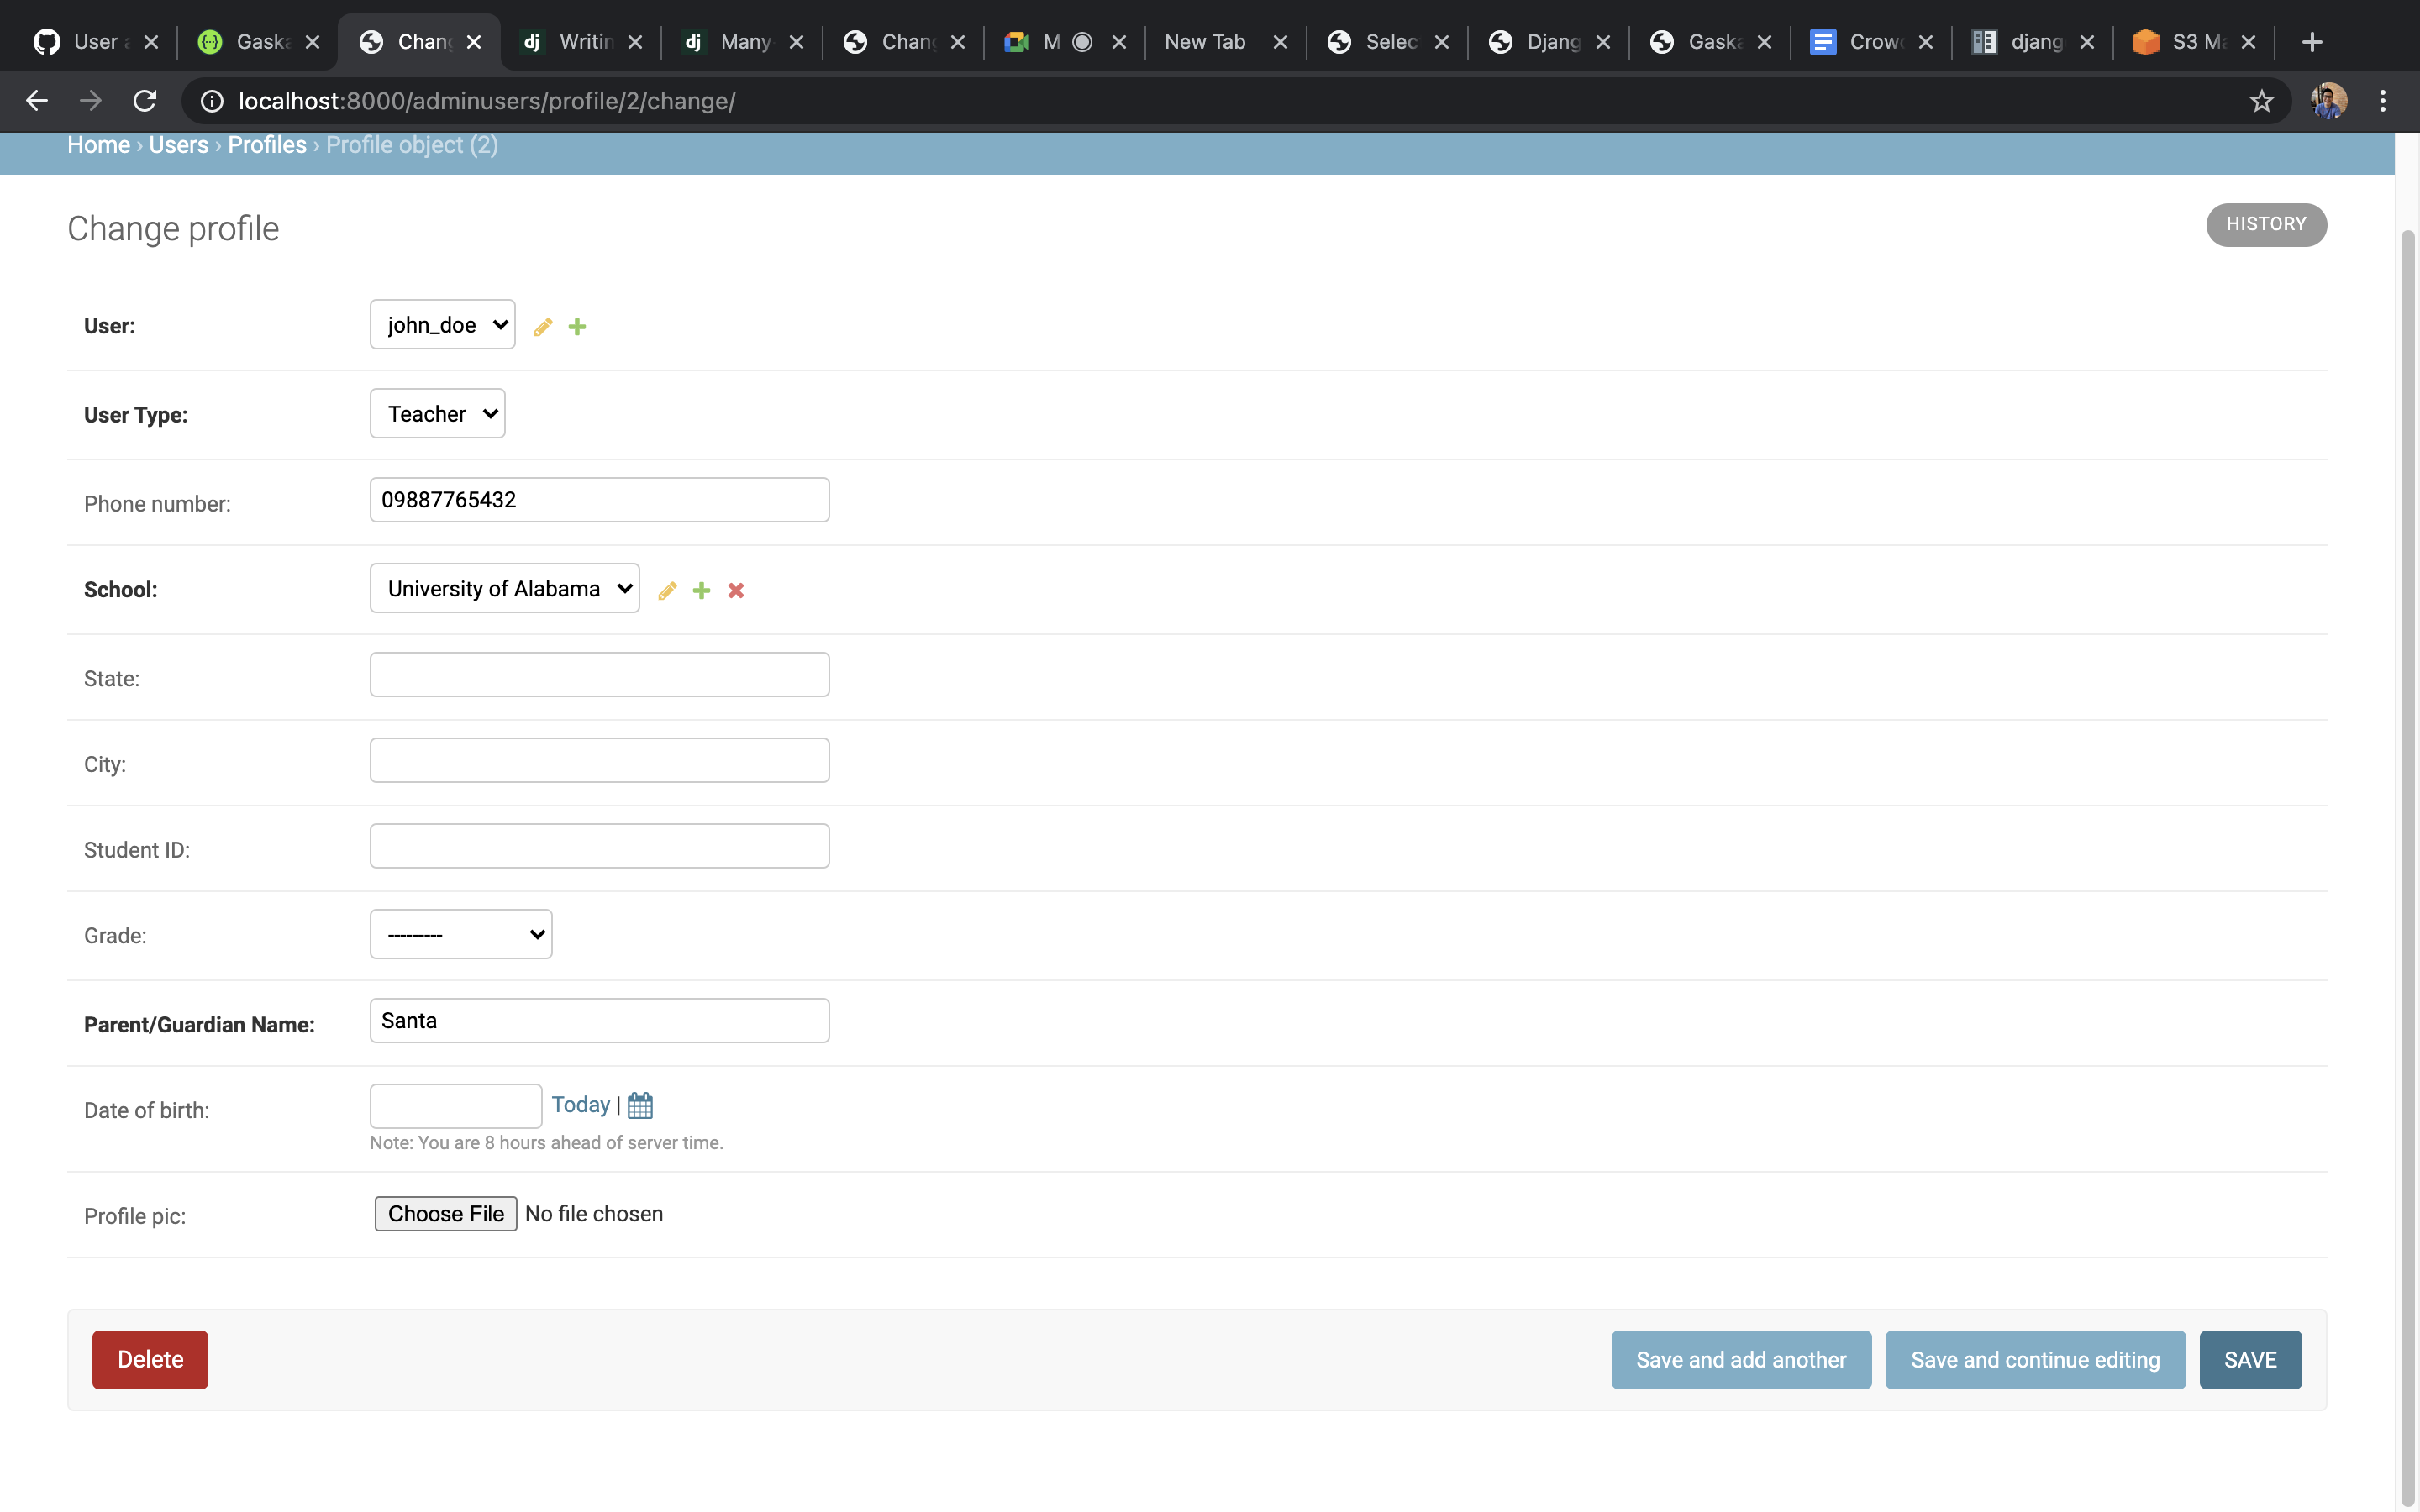 User
Gaska
Chang
Writin
Many
Chang
M
New Tab
Selec
Djang
Gaska
Crow
djang
S3 Ma
localhost:8000/adminusers/profile/2/change/
Home › Users › Profiles › Profile object (2)
Change profile
HISTORY
User:
john_doe
User Type:
Teacher
Phone number:
09887765432
School:
University of Alabama
State:
City:
Student ID:
Grade:
---------
Parent/Guardian Name:
Santa
Date of birth:
Today |
Note: You are 8 hours ahead of server time.
Profile pic:
Choose File No file chosen
Delete
Save and add another
Save and continue editing
SAVE